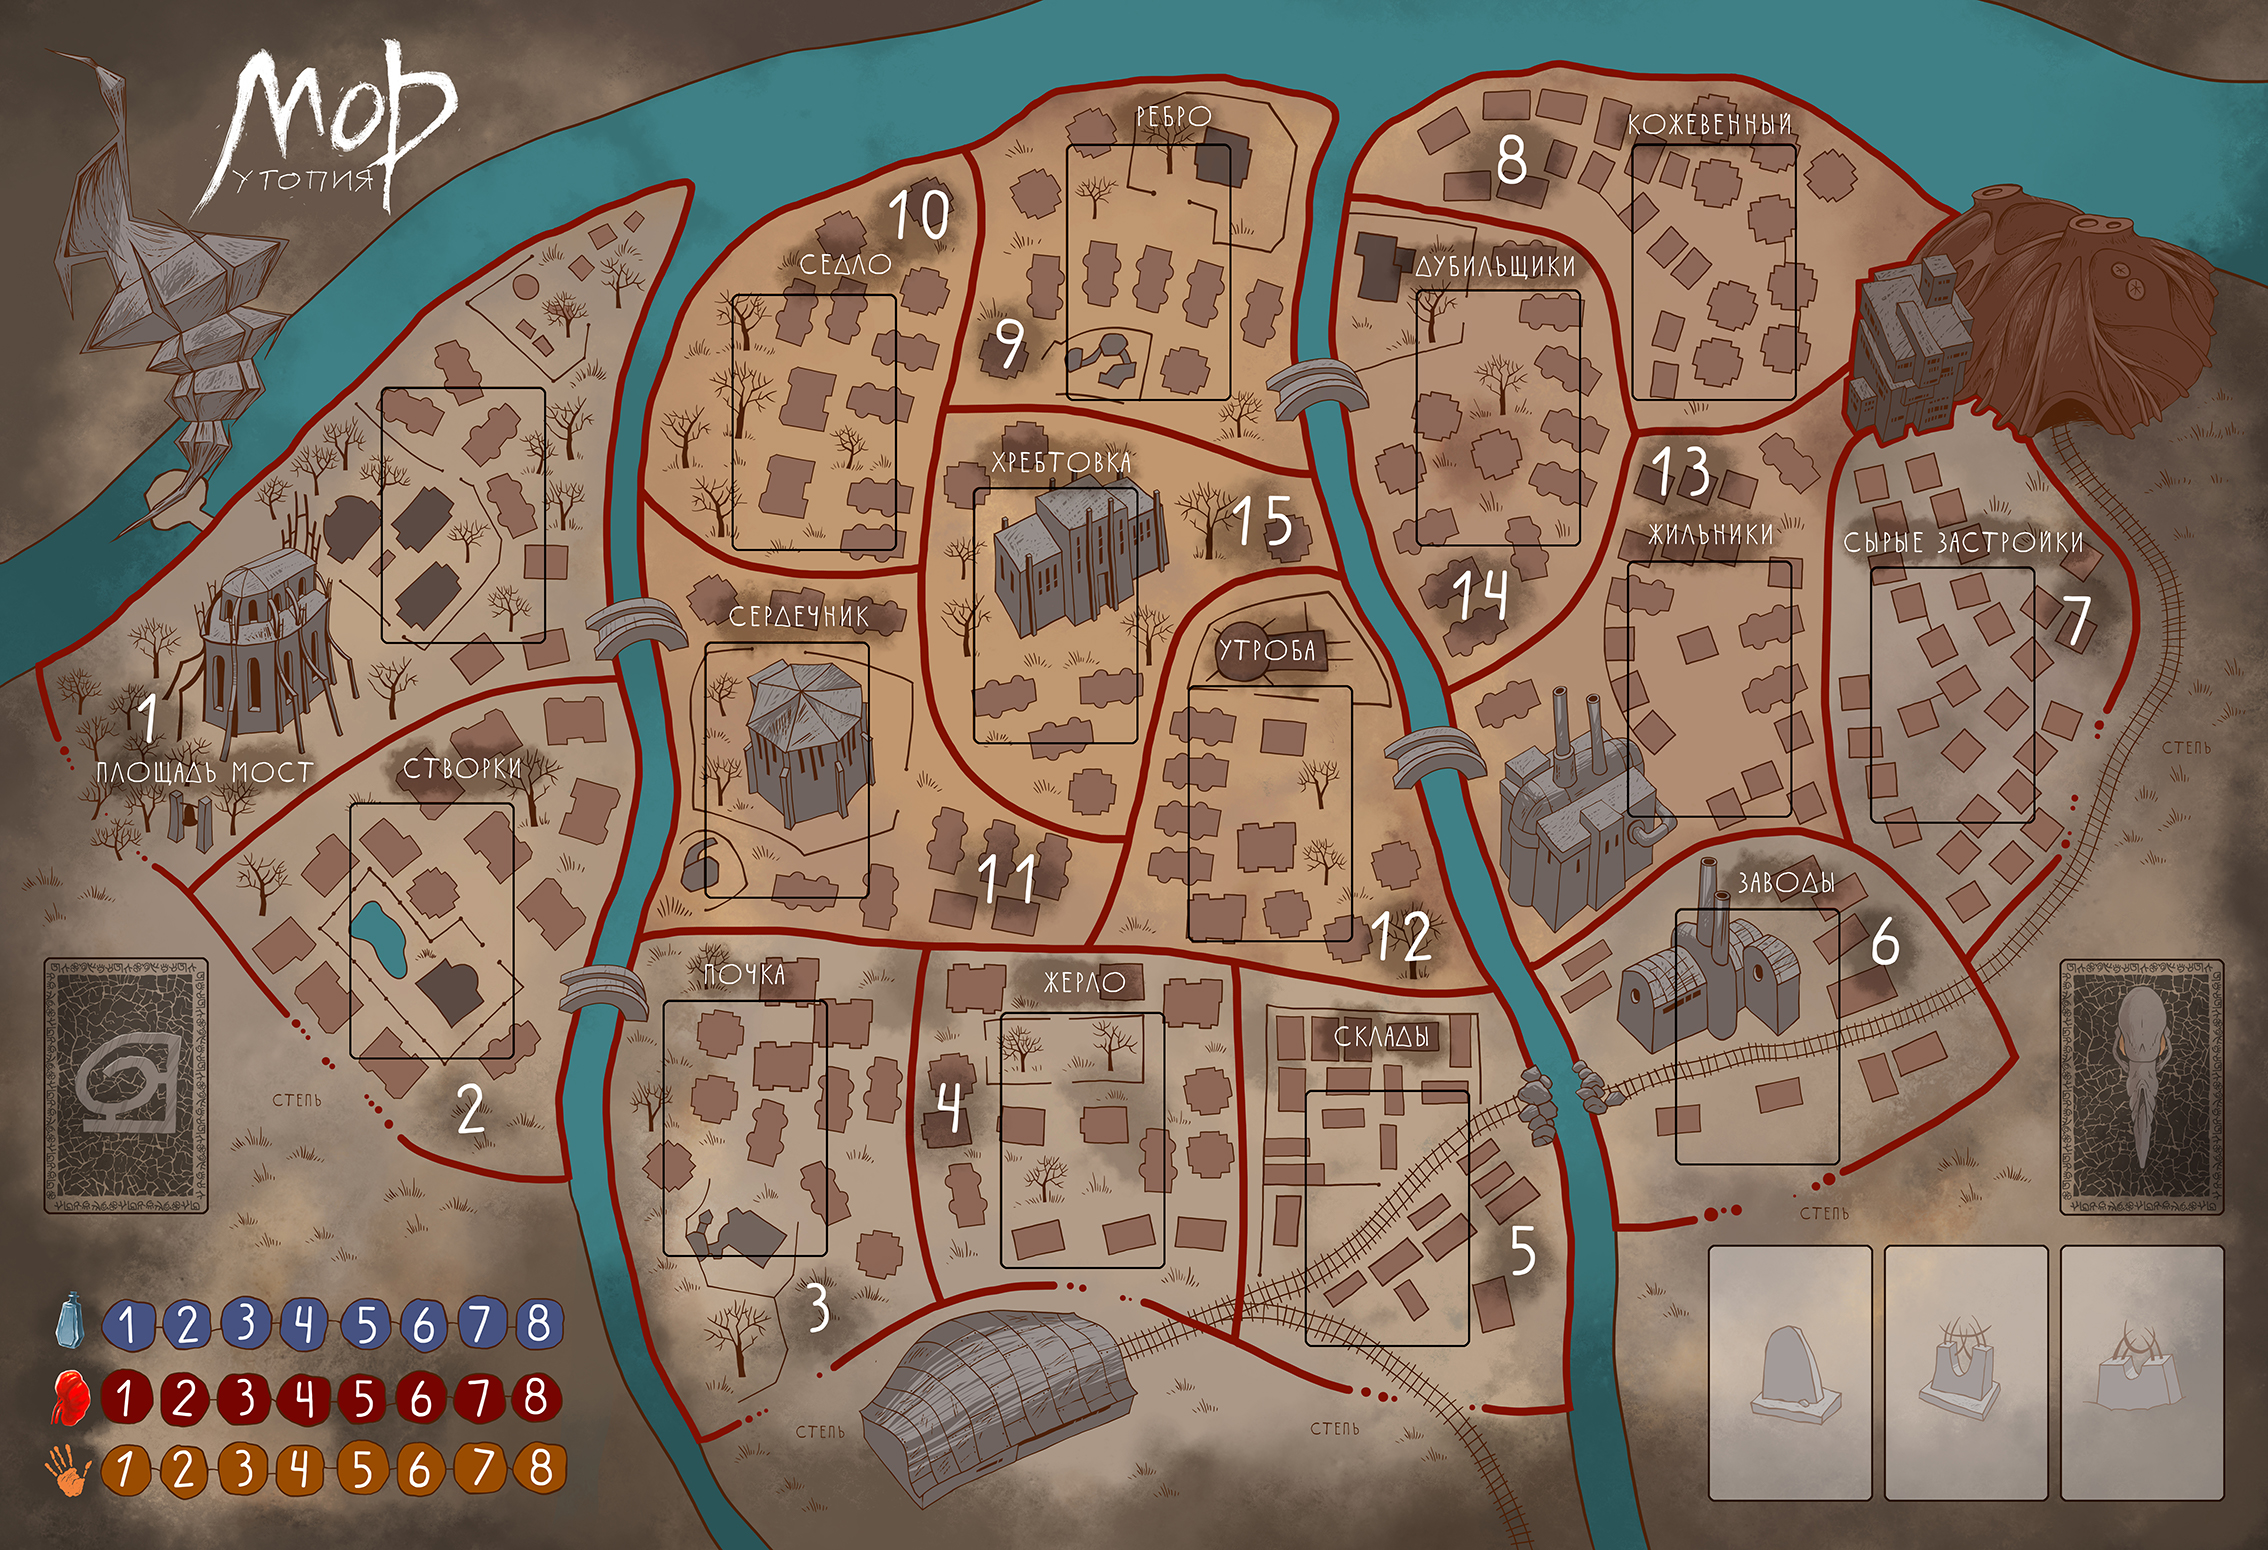 Мор
УТОПИЯ
РЕБРО
8
КОЖЕВЕННЫЙ
10
СЕДЛО
9
ДУБИЛЬЩИКИ
ХРЕБТОВКА
15
13
ЖИЛЬНИКИ
СЫРЫЕ ЗАСТРОЙКИ
7
14
СЕРДЕЧНИК
УТРОБА
1
ПЛОЩАДЬ МОСТ
СТВОРКИ
СТЕПЬ
11
12
ЗАВОДЫ
6
ПОЧКА
ЖЕРЛО
СКЛАДЫ
4
2
СТЕПЬ
3
5
СТЕПЬ
СТЕПЬ
СТЕПЬ
1 2 3 4 5 6 7 8
1 2 3 4 5 6 7 8
1 2 3 4 5 6 7 8